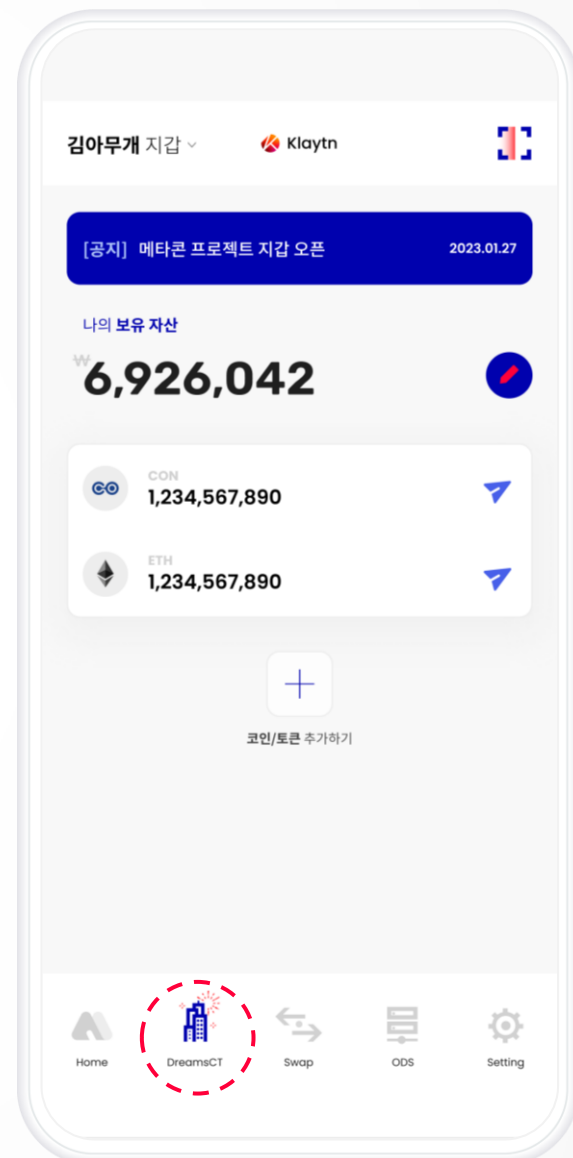 김아무개 지갑
Klaytn
[공지] 메타콘 프로젝트 지갑 오픈 2023.01.27
나의 보유 자산
₩6,926,042
CON
1,234,567,890
ETH
1,234,567,890
코인/토큰 추가하기
Home DreamsCT Swap ODS Setting